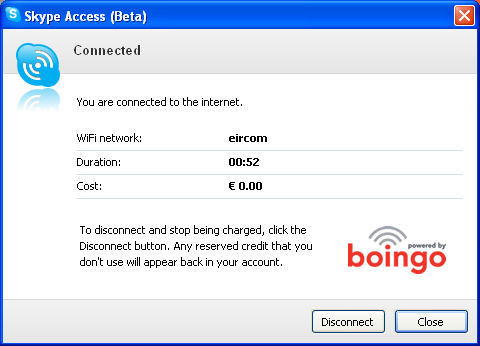 Skype Access (Beta)
Connected
You are connected to the internet.
WiFi network: eircom
Duration: 00:52
Cost: € 0.00
To disconnect and stop being charged, click the
Disconnect button. Any reserved credit that you
don't use will appear back in your account.
powered by
boingo
Disconnect Close